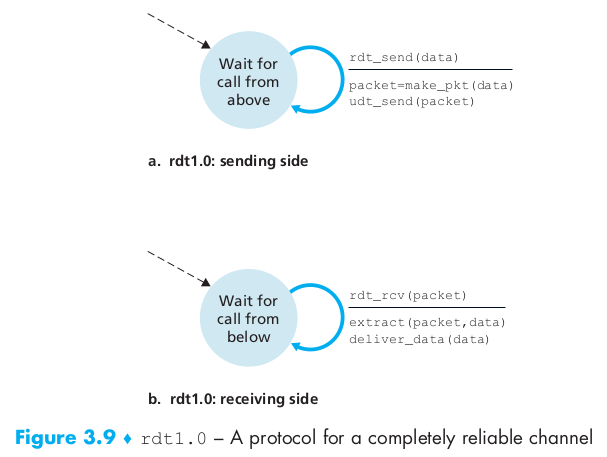 Wait for
call from
above
rdt_send(data)
packet=make_pkt(data)
udt_send(packet)
a. rdt1.0: sending side
Wait for
call from
below
rdt_rcv(packet)
extract(packet,data)
deliver_data(data)
b. rdt1.0: receiving side
Figure 3.9 ♦ rdt1.0 – A protocol for a completely reliable channel